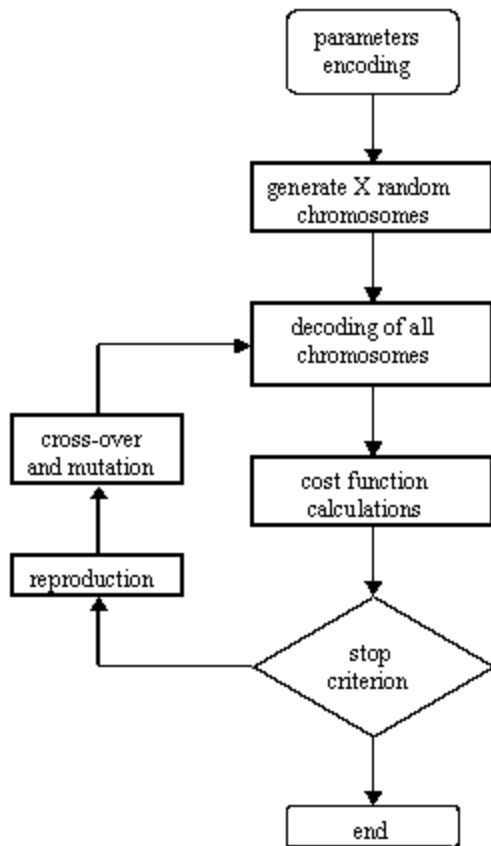 parameters
encoding
generate X random
chromosomes
decoding of all
chromosomes
cross-over
and mutation
cost function
calculations
reproduction
stop
criterion
end